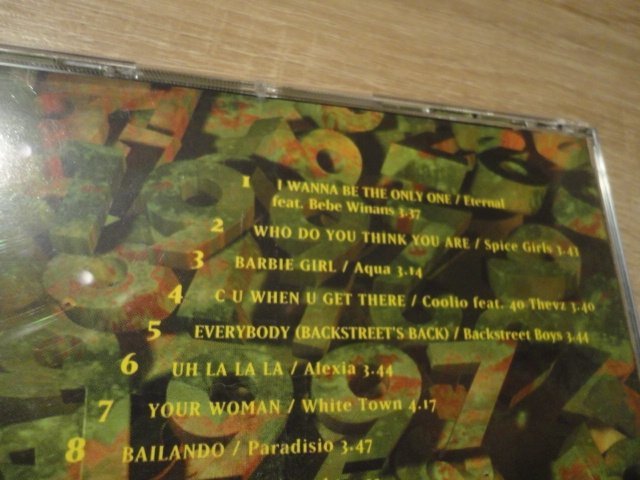 1 I WANNA BE THE ONLY ONE / Eternal
feat. Bebe Winans 3.37
2 WHO DO YOU THINK YOU ARE / Spice Girls 3.43
3 BARBIE GIRL / Aqua 3.14
4 C U WHEN U GET THERE / Coolio feat. 40 Thevz 3.40
5 EVERYBODY (BACKSTREET'S BACK) / Backstreet Boys 3.44
6 UH LA LA LA / Alexia 3.44
7 YOUR WOMAN / White Town 4.17
8 BAILANDO / Paradisio 3.47
1997